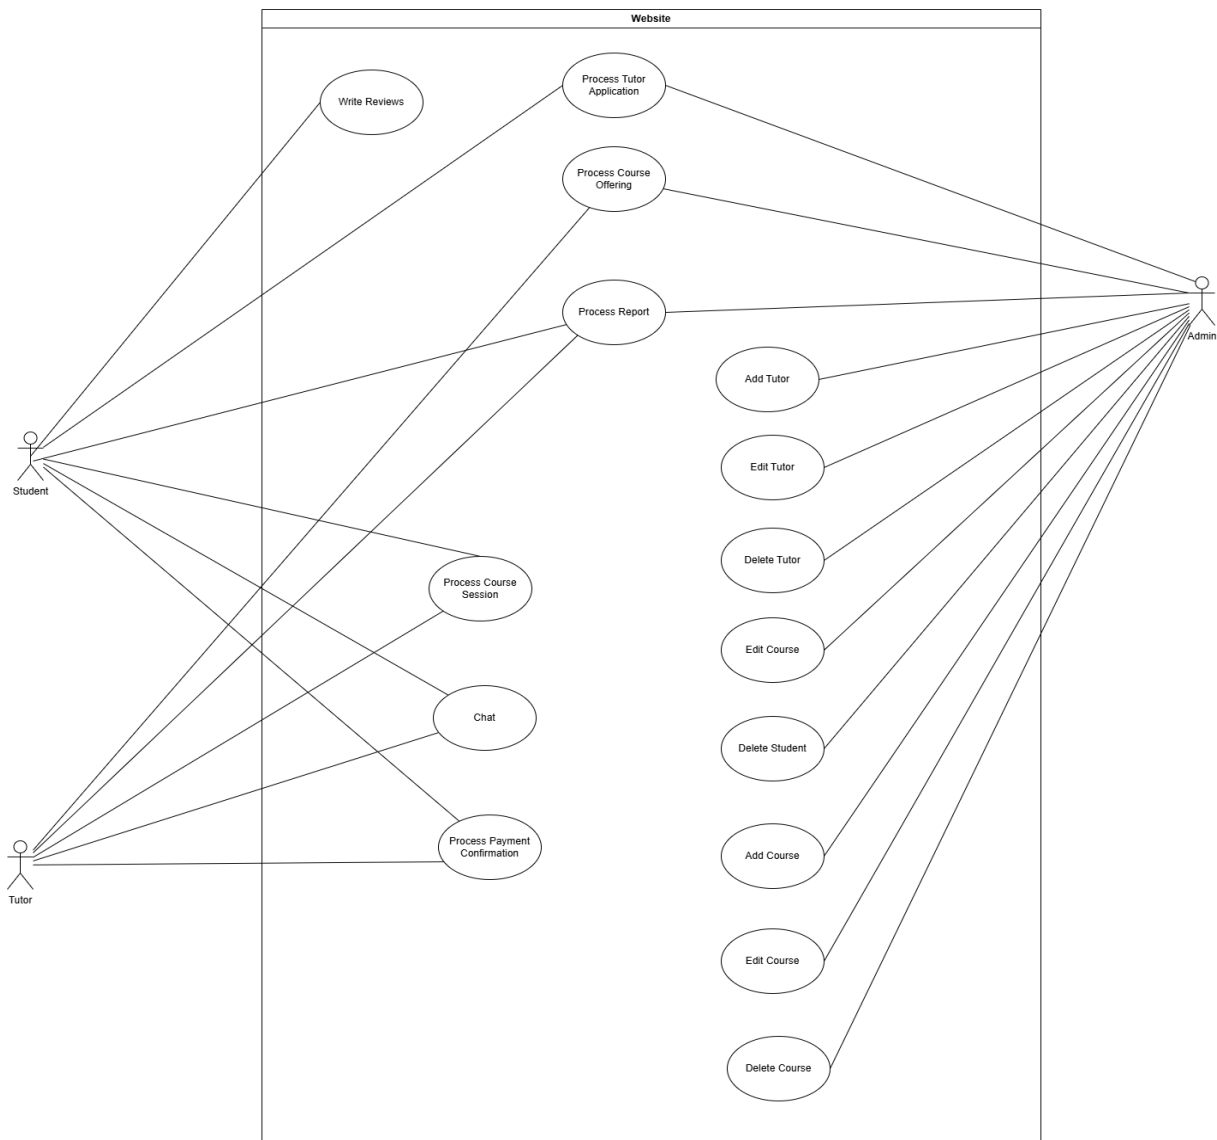 Website
Write Reviews
Process Tutor
Application
Process Course
Offering
Process Report
Admin
Add Tutor
Edit Tutor
Student
Delete Tutor
Process Course
Session
Edit Course
Chat
Delete Student
Process Payment
Confirmation
Add Course
Tutor
Edit Course
Delete Course